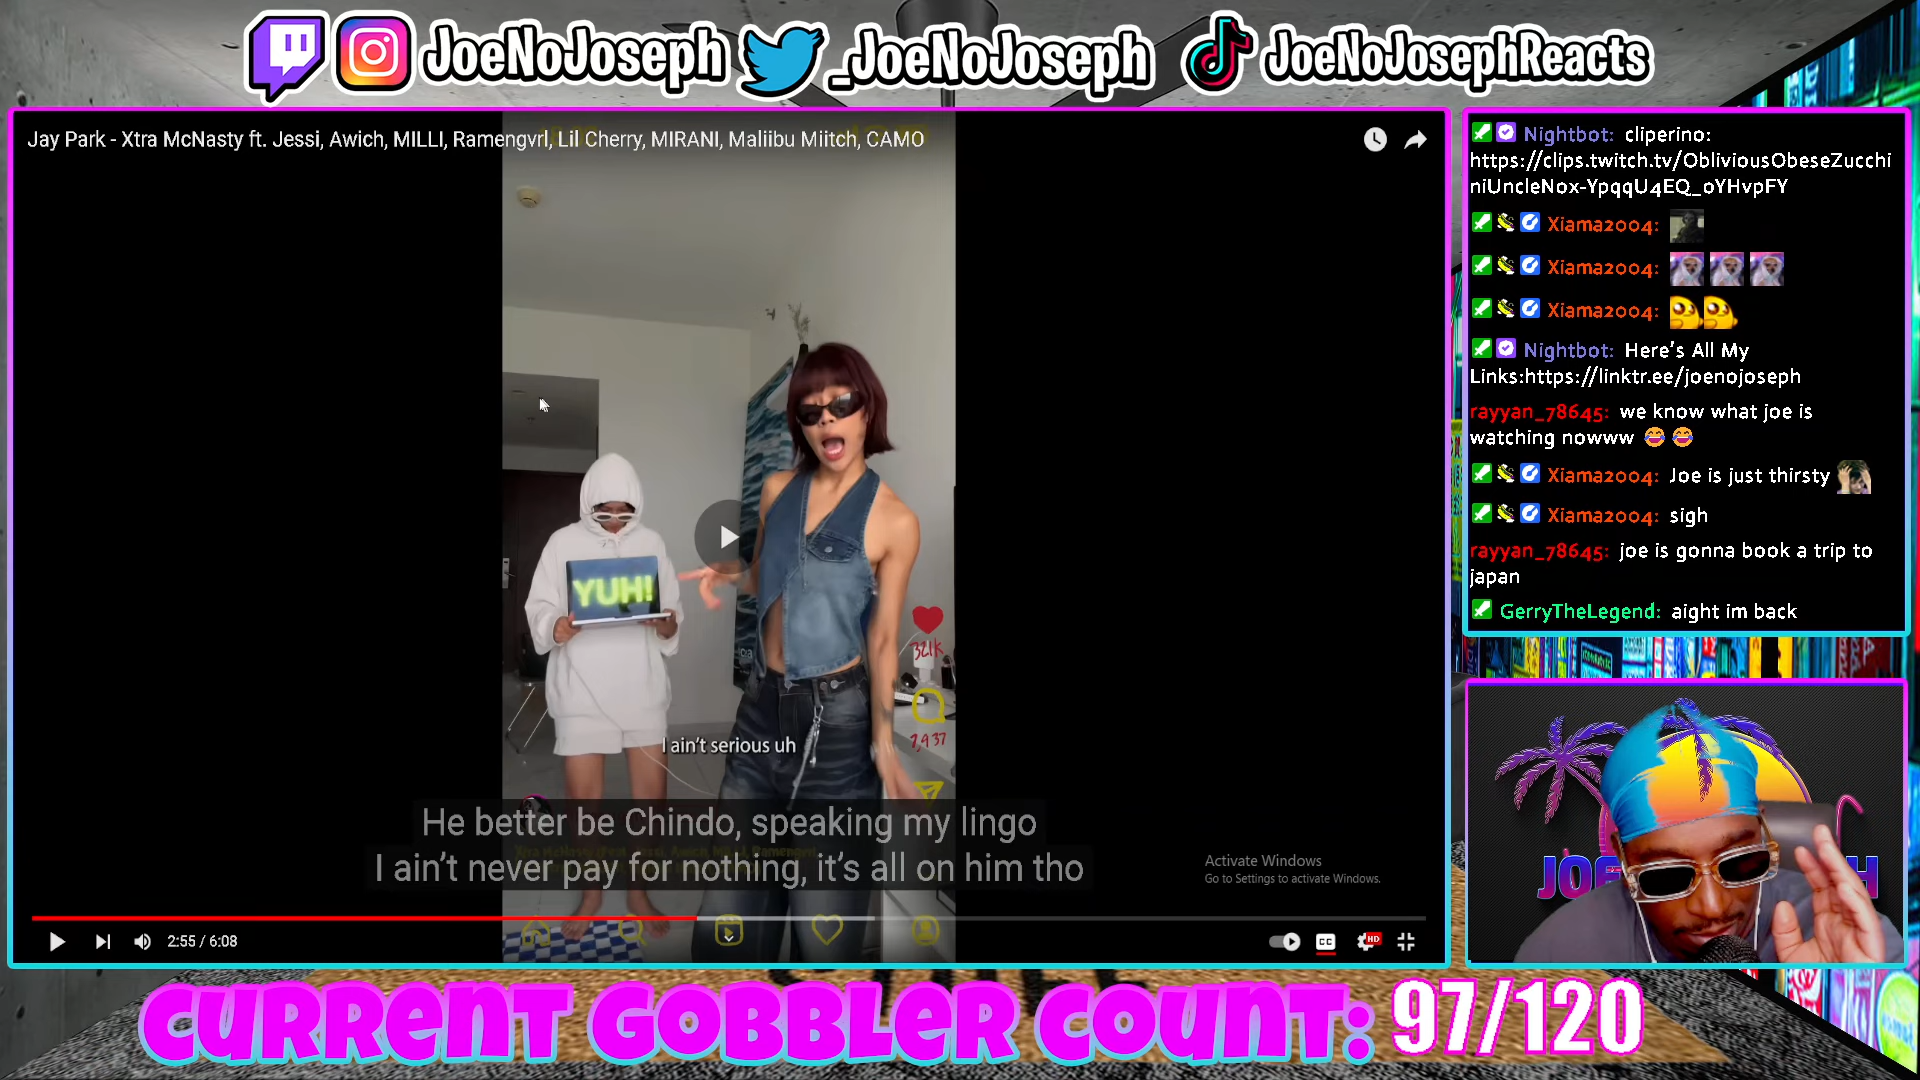 JoeNoJoseph
_JoeNoJoseph
JoeNoJosephReacts
Jay Park - Xtra McNasty ft. Jessi, Awich, MILLI, Ramengvrl, Lil Cherry, MIRANI, Maliibu Miitch, CAMO
YUH!
321K
7,937
I ain't serious uh
He better be Chindo, speaking my lingo
I ain't never pay for nothing, it's all on him tho
Activate Windows
Go to Settings to activate Windows.
2:55 / 6:08
CC
HD
Nightbot: cliperino:
https://clips.twitch.tv/ObliviousObeseZucchi
niUncleNox-YpqqU4EQ_oYHvpFY
Xiama2004:
Xiama2004:
Xiama2004:
Nightbot: Here's All My
Links:https://linktr.ee/joenojoseph
rayyan_78645: we know what joe is
watching nowww
Xiama2004: Joe is just thirsty
Xiama2004: sigh
rayyan_78645: joe is gonna book a trip to
japan
GerryTheLegend: aight im back
CURRENT GOBBLER COUNT: 97/120